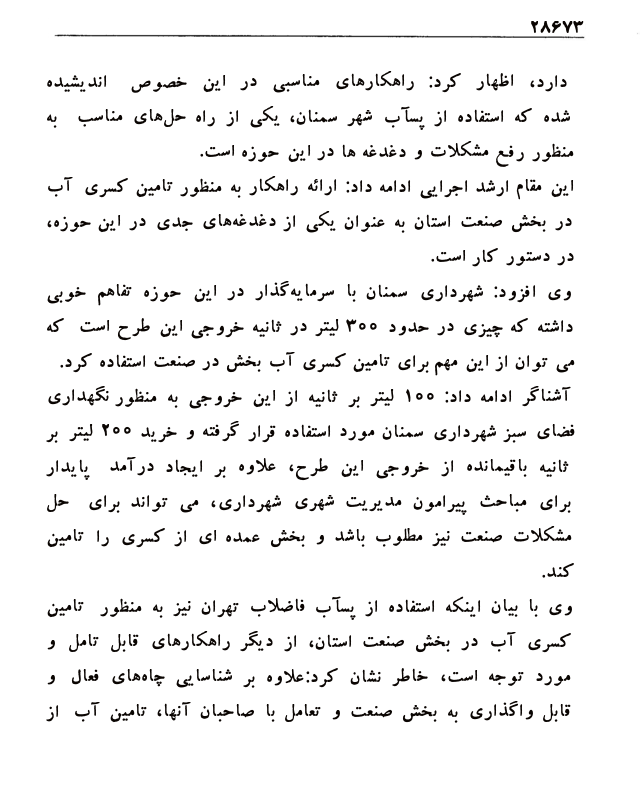 ۲۸۶۷۳
دارد، اظهار کرد: راهکارهای مناسبی در این خصوص اندیشیده
شده که استفاده از پسآب شهر سمنان، یکی از راه حل‌های مناسب به
منظور رفع مشکلات و دغدغه ها در این حوزه است.
این مقام ارشد اجرایی ادامه داد: ارائه راهکار به منظور تامین کسری آب
در بخش صنعت استان به عنوان یکی از دغدغه‌های جدی در این حوزه،
در دستور کار است.
وی افزود: شهرداری سمنان با سرمایه‌گذار در این حوزه تفاهم خوبی
داشته که چیزی در حدود ۳۰۰ لیتر در ثانیه خروجی این طرح است که
می توان از این مهم برای تامین کسری آب بخش در صنعت استفاده کرد.
آشناگر ادامه داد: ۱۰۰ لیتر بر ثانیه از این خروجی به منظور نگهداری
فضای سبز شهرداری سمنان مورد استفاده قرار گرفته و خرید ۲۰۰ لیتر بر
ثانیه باقیمانده از خروجی این طرح، علاوه بر ایجاد درآمد پایدار
برای مباحث پیرامون مدیریت شهری شهرداری، می تواند برای حل
مشکلات صنعت نیز مطلوب باشد و بخش عمده ای از کسری را تامین
کند.
وی با بیان اینکه استفاده از پسآب فاضلاب تهران نیز به منظور تامین
کسری آب در بخش صنعت استان، از دیگر راهکارهای قابل تامل و
مورد توجه است، خاطر نشان کرد:علاوه بر شناسایی چاه‌های فعال و
قابل واگذاری به بخش صنعت و تعامل با صاحبان آنها، تامین آب از